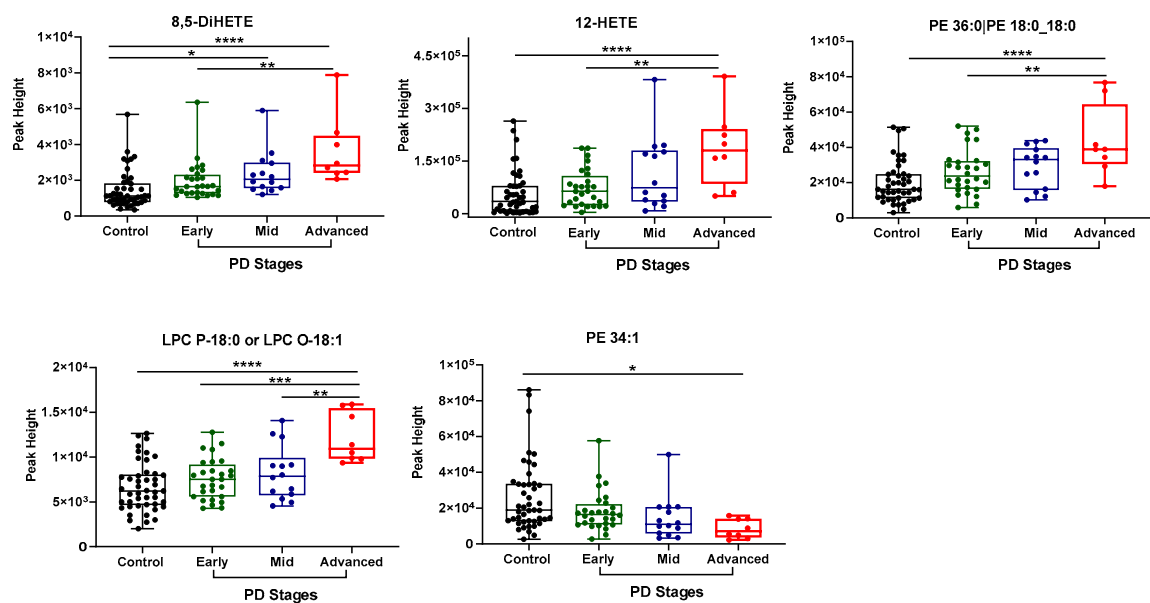 8,5-DiHETE
****
*
**
Peak Height
1×10⁴
8×10³
6×10³
4×10³
2×10³
0
Control Early Mid Advanced
PD Stages
12-HETE
****
**
Peak Height
4.5×10⁵
3×10⁵
1.5×10⁵
0
Control Early Mid Advanced
PD Stages
PE 36:0|PE 18:0_18:0
****
**
Peak Height
1×10⁵
8×10⁴
6×10⁴
4×10⁴
2×10⁴
0
Control Early Mid Advanced
PD Stages
LPC P-18:0 or LPC O-18:1
****
***
**
Peak Height
2×10⁴
1.5×10⁴
1×10⁴
5×10³
0
Control Early Mid Advanced
PD Stages
PE 34:1
*
Peak Height
1×10⁵
8×10⁴
6×10⁴
4×10⁴
2×10⁴
0
Control Early Mid Advanced
PD Stages